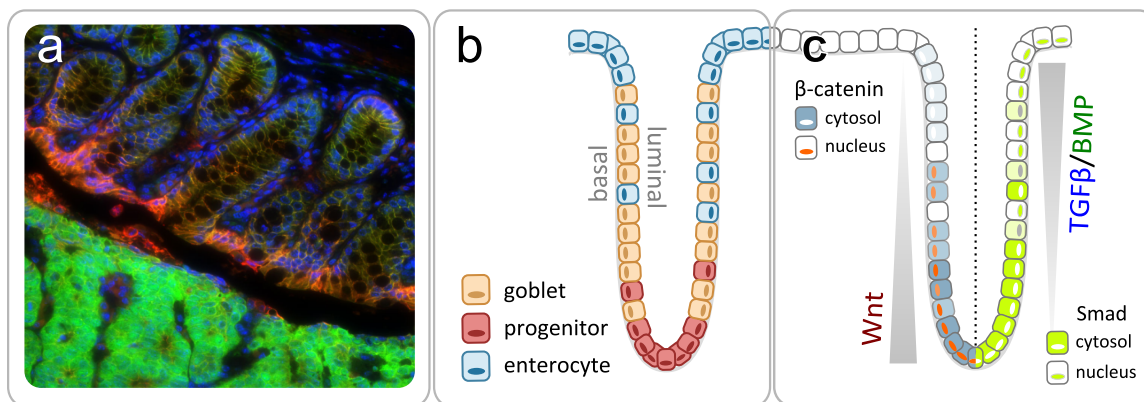 a
b
basal
luminal
goblet
progenitor
enterocyte
c
β-catenin
cytosol
nucleus
Wnt
TGFβ/BMP
Smad
cytosol
nucleus